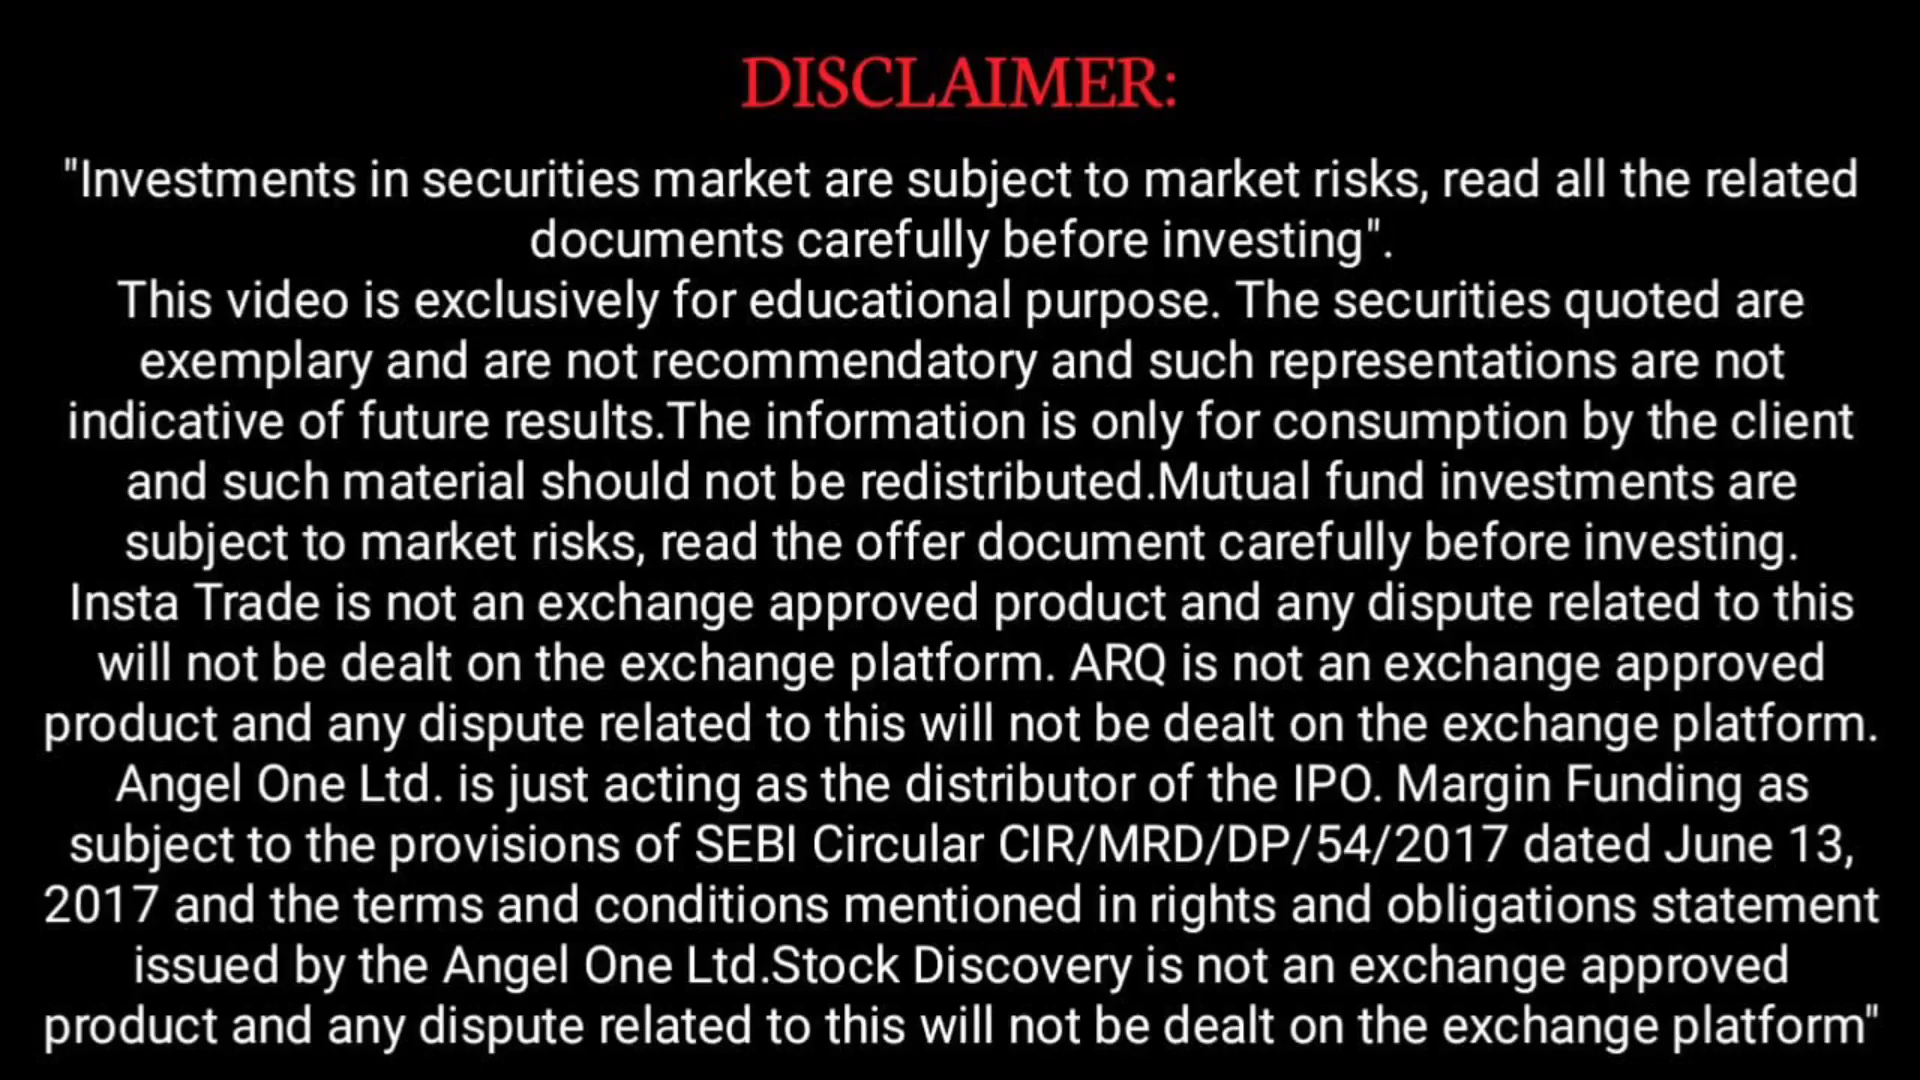 DISCLAIMER:
"Investments in securities market are subject to market risks, read all the related
documents carefully before investing".
This video is exclusively for educational purpose. The securities quoted are
exemplary and are not recommendatory and such representations are not
indicative of future results.The information is only for consumption by the client
and such material should not be redistributed.Mutual fund investments are
subject to market risks, read the offer document carefully before investing.
Insta Trade is not an exchange approved product and any dispute related to this
will not be dealt on the exchange platform. ARQ is not an exchange approved
product and any dispute related to this will not be dealt on the exchange platform.
Angel One Ltd. is just acting as the distributor of the IPO. Margin Funding as
subject to the provisions of SEBI Circular CIR/MRD/DP/54/2017 dated June 13,
2017 and the terms and conditions mentioned in rights and obligations statement
issued by the Angel One Ltd.Stock Discovery is not an exchange approved
product and any dispute related to this will not be dealt on the exchange platform"